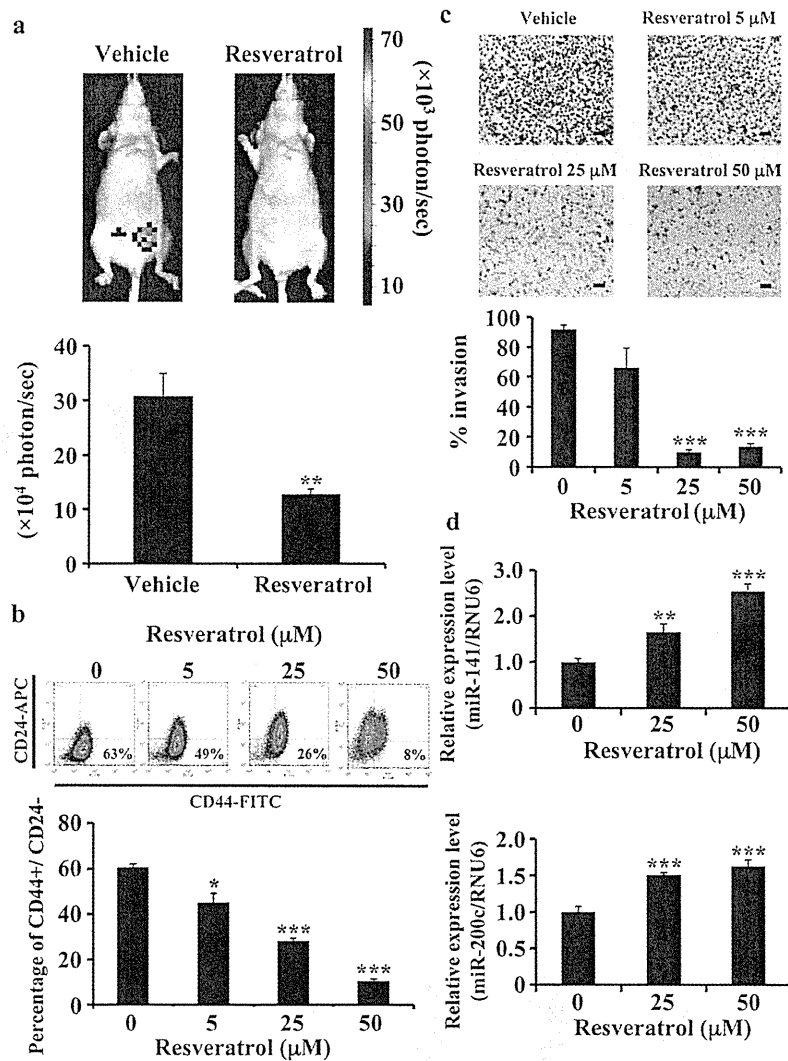 a
Vehicle
Resveratrol
70
50
30
10
(×10³ photon/sec)
40
30
20
10
0
(×10⁴ photon/sec)
**
Vehicle
Resveratrol
b
Resveratrol (μM)
0
5
25
50
CD24-APC
63%
49%
26%
8%
CD44-FITC
Percentage of CD44+/ CD24-
80
60
40
20
0
*
***
***
0
5
25
50
Resveratrol (μM)
c
Vehicle
Resveratrol 5 μM
Resveratrol 25 μM
Resveratrol 50 μM
% invasion
100
80
60
40
20
0
***
***
0
5
25
50
Resveratrol (μM)
d
Relative expression level
(miR-141/RNU6)
3.0
2.0
1.0
0
**
***
0
25
50
Resveratrol (μM)
Relative expression level
(miR-200c/RNU6)
2.0
1.5
1.0
0.5
0
***
***
0
25
50
Resveratrol (μM)